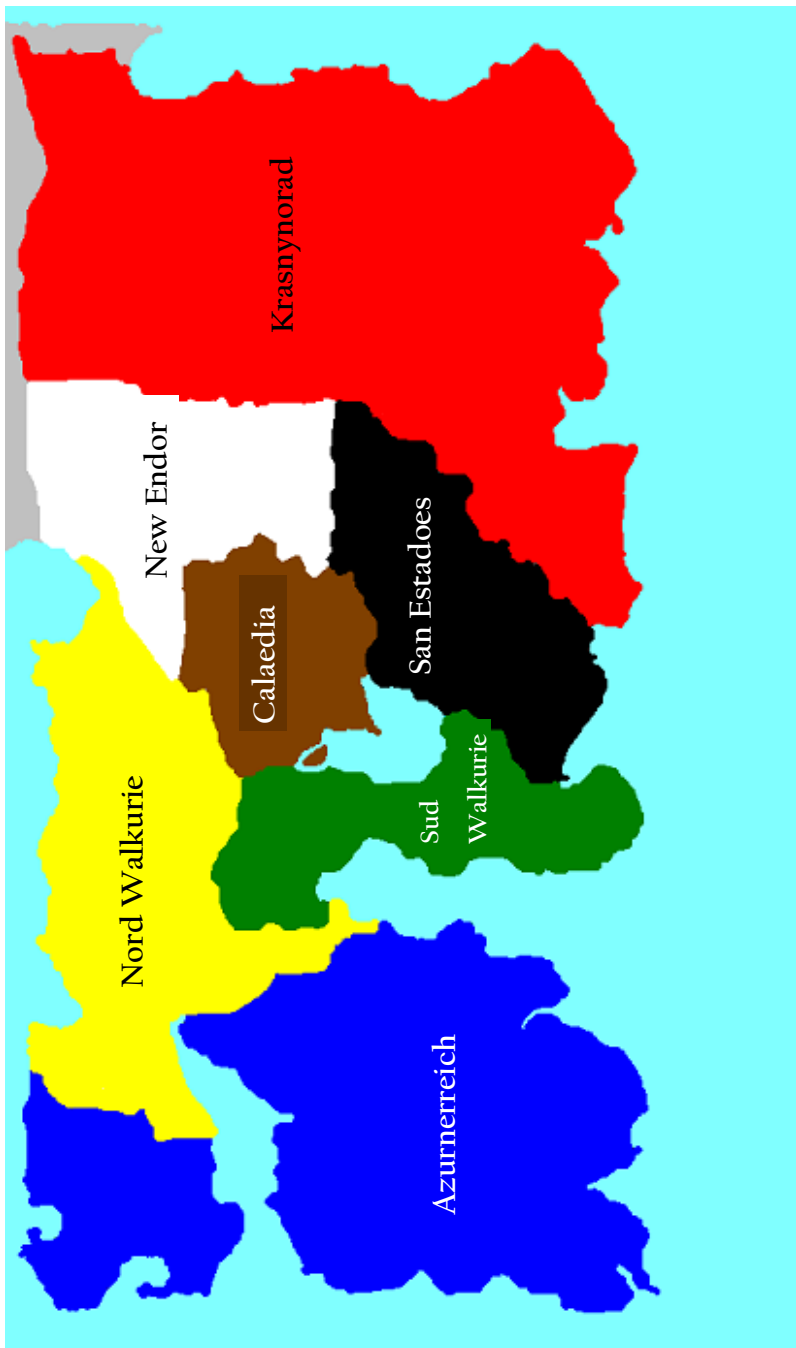 Krasnynorad
New Endor
San Estadoes
Calaedia
Nord Walkurie
Sud
Walkurie
Azurnerreich